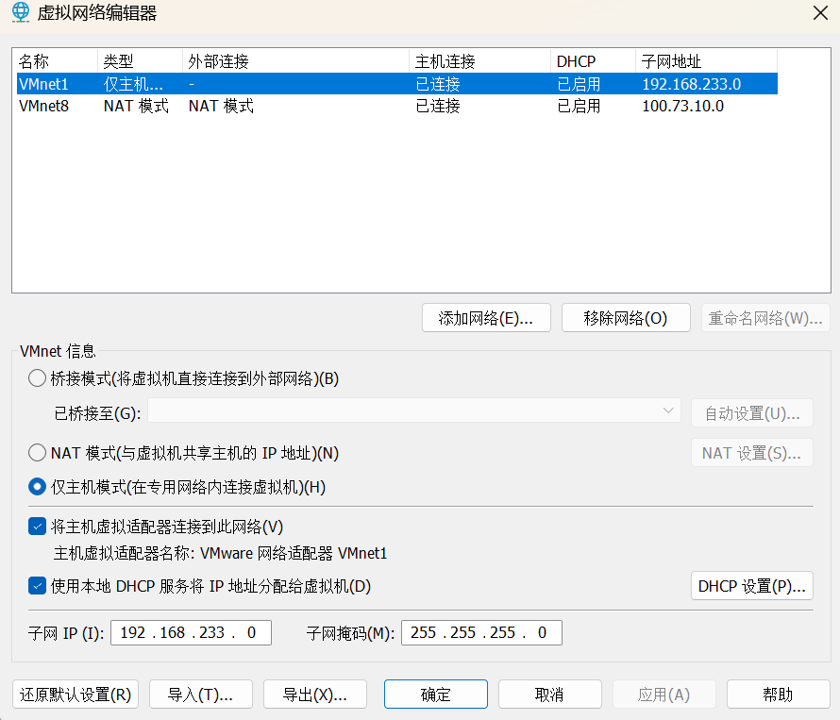 虚拟网络编辑器
名称 类型 外部连接 主机连接 DHCP 子网地址
VMnet1 仅主机... - 已连接 已启用 192.168.233.0
VMnet8 NAT 模式 NAT 模式 已连接 已启用 100.73.10.0
添加网络(E)... 移除网络(O) 重命名网络(W)...
VMnet 信息
桥接模式(将虚拟机直接连接到外部网络)(B)
已桥接至(G): 自动设置(U)...
NAT 模式(与虚拟机共享主机的 IP 地址)(N) NAT 设置(S)...
仅主机模式(在专用网络内连接虚拟机)(H)
将主机虚拟适配器连接到此网络(V)
主机虚拟适配器名称: VMware 网络适配器 VMnet1
使用本地 DHCP 服务将 IP 地址分配给虚拟机(D) DHCP 设置(P)...
子网 IP (I): 192 . 168 . 233 . 0 子网掩码(M): 255 . 255 . 255 . 0
还原默认设置(R) 导入(T)... 导出(X)... 确定 取消 应用(A) 帮助